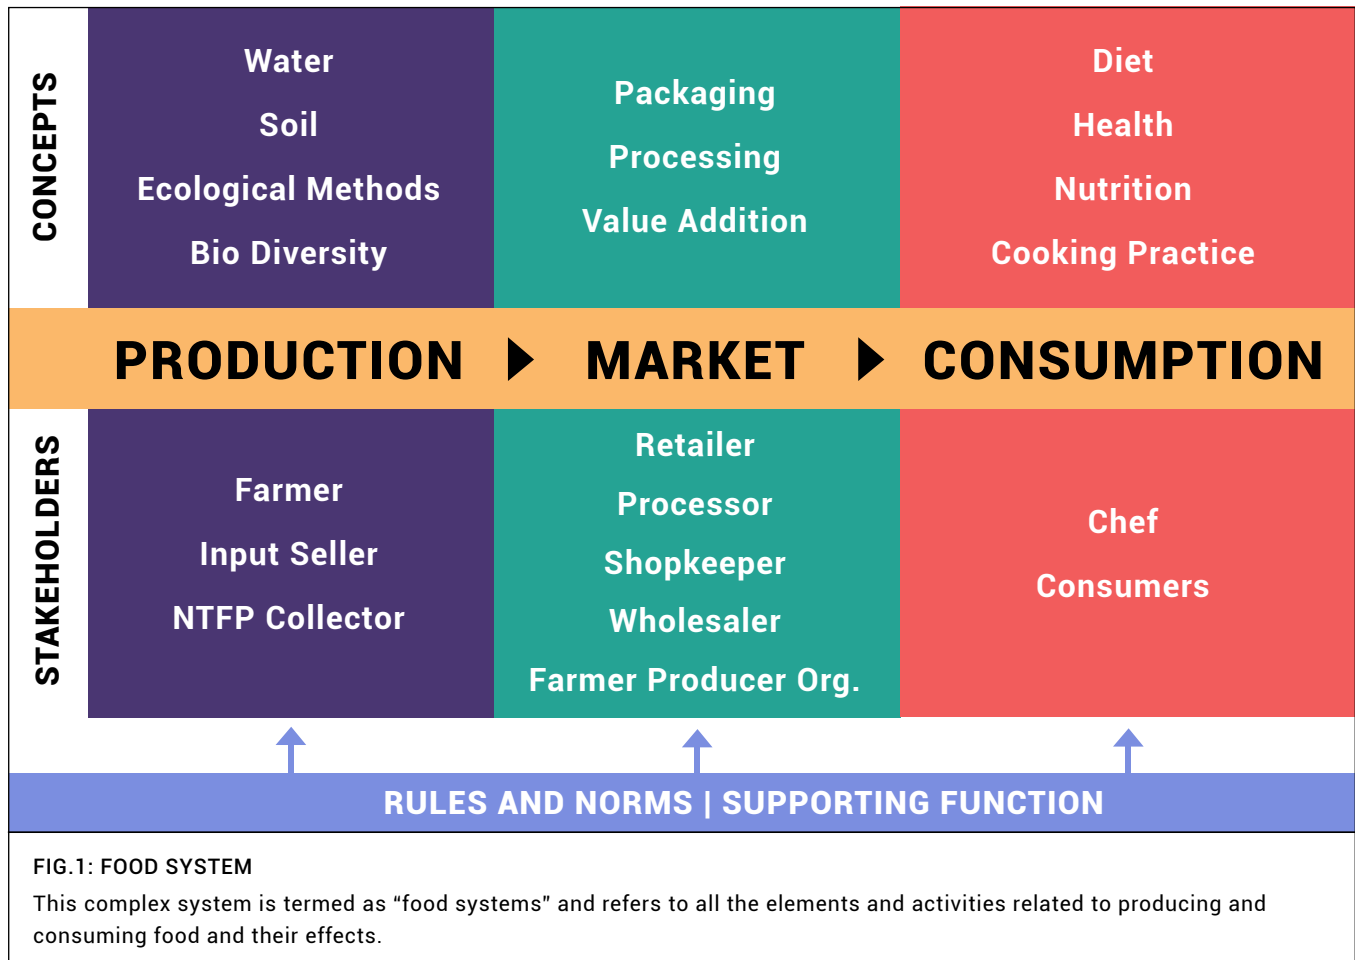 CONCEPTS
Water
Soil
Ecological Methods
Bio Diversity
Packaging
Processing
Value Addition
Diet
Health
Nutrition
Cooking Practice
PRODUCTION
MARKET
CONSUMPTION
STAKEHOLDERS
Farmer
Input Seller
NTFP Collector
Retailer
Processor
Shopkeeper
Wholesaler
Farmer Producer Org.
Chef
Consumers
RULES AND NORMS | SUPPORTING FUNCTION
FIG.1: FOOD SYSTEM
This complex system is termed as “food systems” and refers to all the elements and activities related to producing and
consuming food and their effects.